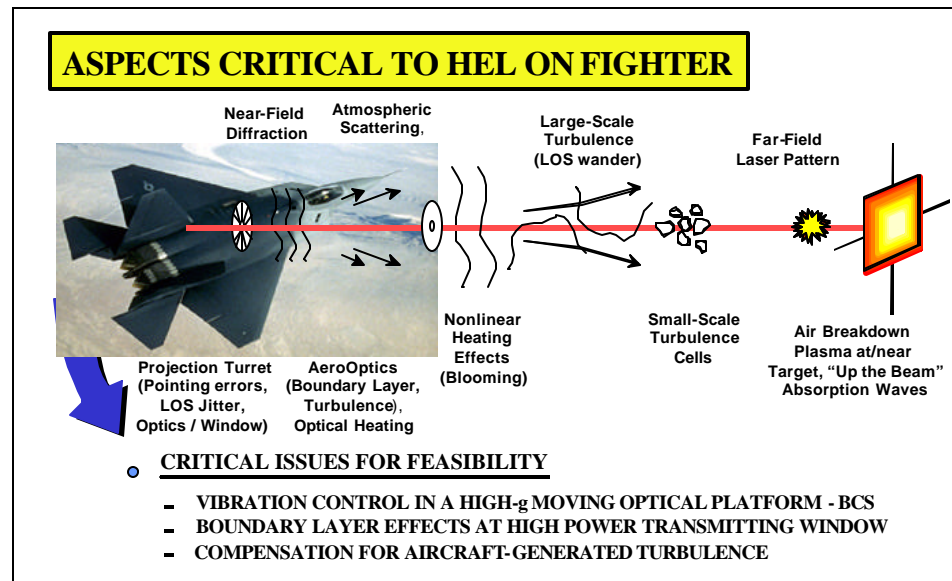 ASPECTS CRITICAL TO HEL ON FIGHTER
Near-Field
Diffraction
Atmospheric
Scattering,
Large-Scale
Turbulence
(LOS wander)
Far-Field
Laser Pattern
Projection Turret
(Pointing errors,
LOS Jitter,
Optics / Window)
AeroOptics
(Boundary Layer,
Turbulence),
Optical Heating
Nonlinear
Heating
Effects
(Blooming)
Small-Scale
Turbulence
Cells
Air Breakdown
Plasma at/near
Target, “Up the Beam”
Absorption Waves
CRITICAL ISSUES FOR FEASIBILITY
– VIBRATION CONTROL IN A HIGH-g MOVING OPTICAL PLATFORM - BCS
– BOUNDARY LAYER EFFECTS AT HIGH POWER TRANSMITTING WINDOW
– COMPENSATION FOR AIRCRAFT-GENERATED TURBULENCE